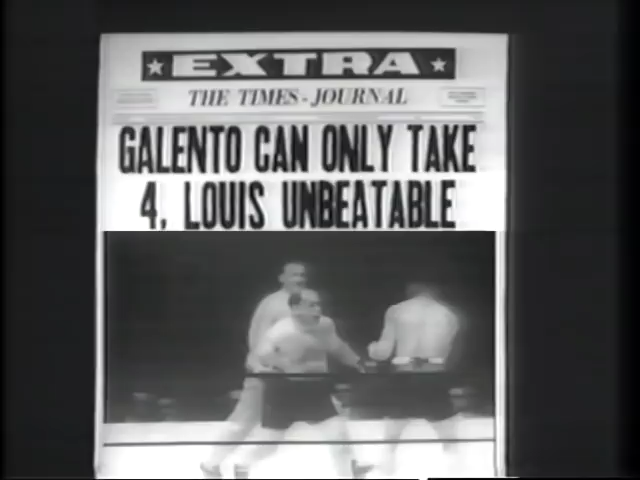 EXTRA
THE TIMES-JOURNAL
GALENTO CAN ONLY TAKE
4, LOUIS UNBEATABLE